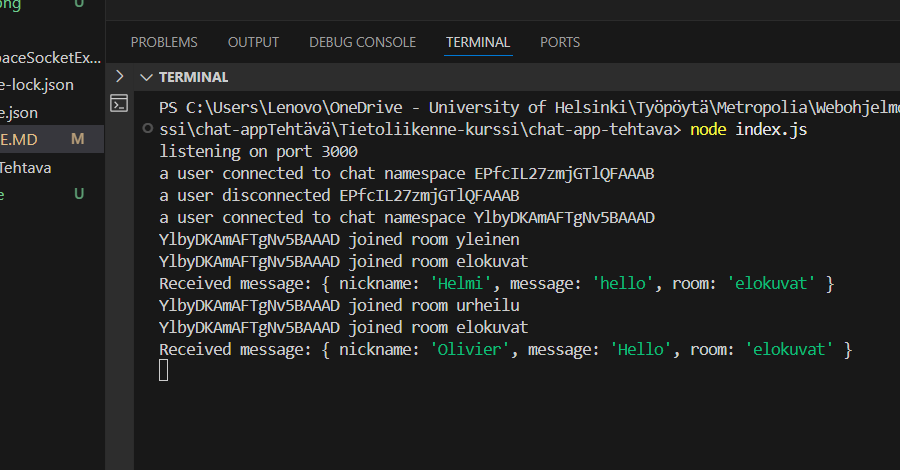 png U
paceSocketEx...
e-lock.json
e.json
E.MD M
Tehtava
e U
PROBLEMS OUTPUT DEBUG CONSOLE TERMINAL PORTS
TERMINAL
PS C:\Users\Lenovo\OneDrive - University of Helsinki\Työpöytä\Metropolia\Webohjelmo
ssi\chat-appTehtävä\Tietoliikenne-kurssi\chat-app-tehtava> node index.js
listening on port 3000
a user connected to chat namespace EPfcIL27zmjGTlQFAAAB
a user disconnected EPfcIL27zmjGTlQFAAAB
a user connected to chat namespace YlbyDKAmAFTgNv5BAAAD
YlbyDKAmAFTgNv5BAAAD joined room yleinen
YlbyDKAmAFTgNv5BAAAD joined room elokuvat
Received message: { nickname: 'Helmi', message: 'hello', room: 'elokuvat' }
YlbyDKAmAFTgNv5BAAAD joined room urheilu
YlbyDKAmAFTgNv5BAAAD joined room elokuvat
Received message: { nickname: 'Olivier', message: 'Hello', room: 'elokuvat' }